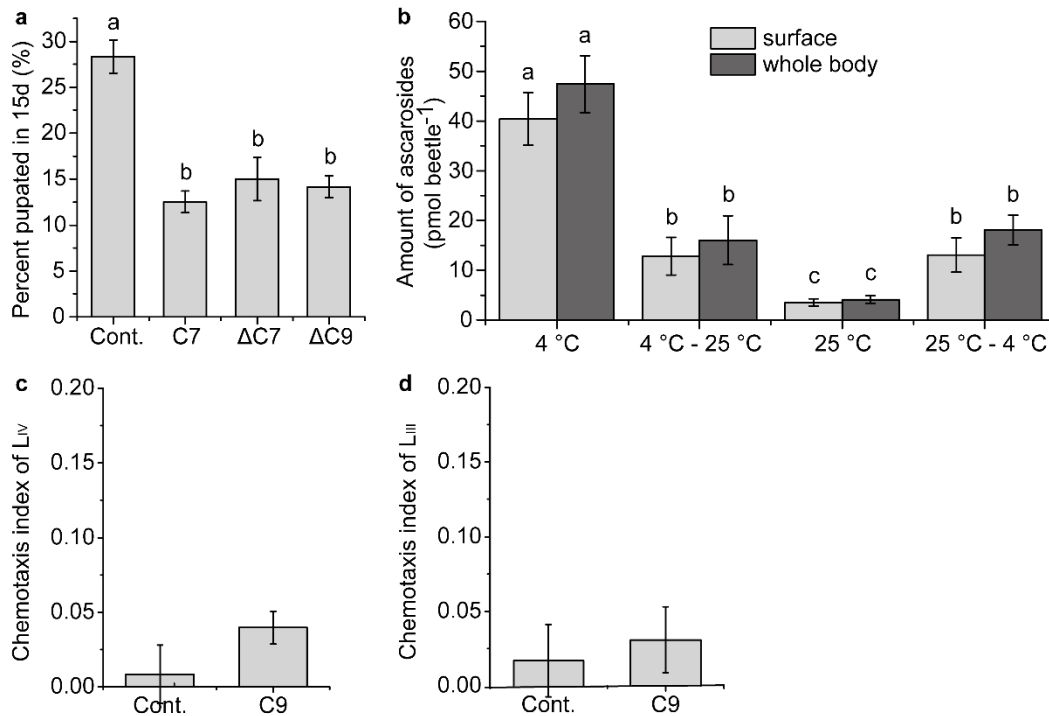 a
Percent pupated in 15d (%)
30
25
20
15
10
5
0
a
b
b
b
Cont. C7 ΔC7 ΔC9
b
Amount of ascarosides
(pmol beetle⁻¹)
60
50
40
30
20
10
0
surface
whole body
a
a
b
b
c
c
b
b
4 °C 4 °C - 25 °C 25 °C 25 °C - 4 °C
c
Chemotaxis index of LIV
0.20
0.15
0.10
0.05
0.00
Cont. C9
d
Chemotaxis index of LIII
0.20
0.15
0.10
0.05
0.00
Cont. C9